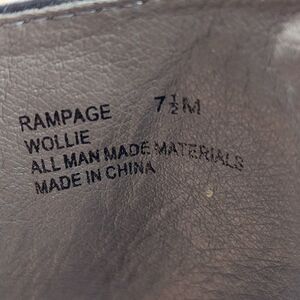 RAMPAGE 7½M
WOLLIE
ALL MAN MADE MATERIALS
MADE IN CHINA